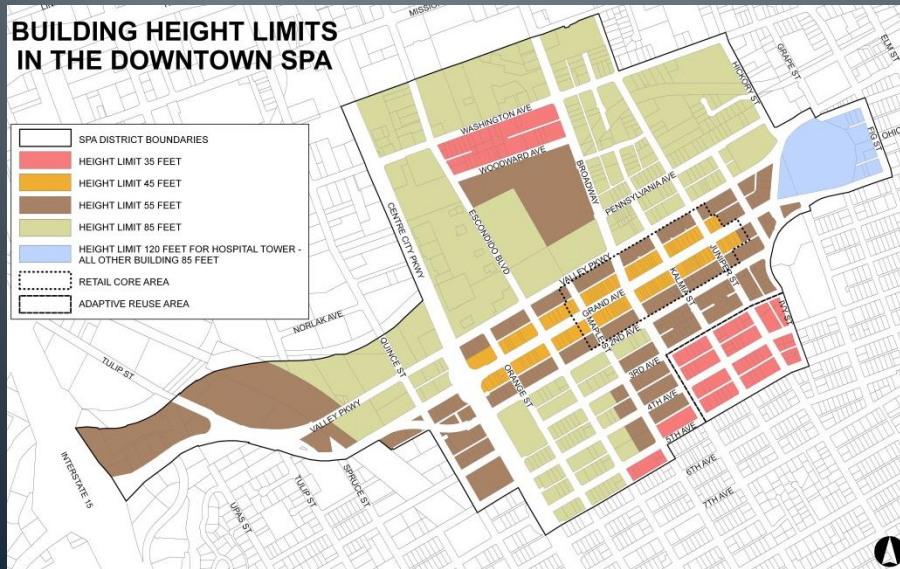 BUILDING HEIGHT LIMITS
IN THE DOWNTOWN SPA
SPA DISTRICT BOUNDARIES
HEIGHT LIMIT 35 FEET
HEIGHT LIMIT 45 FEET
HEIGHT LIMIT 55 FEET
HEIGHT LIMIT 85 FEET
HEIGHT LIMIT 120 FEET FOR HOSPITAL TOWER -
ALL OTHER BUILDING 85 FEET
RETAIL CORE AREA
ADAPTIVE REUSE AREA
HICKORY ST
GRAPE ST
ELM ST
FIG ST
WASHINGTON AVE
WOODWARD AVE
BROADWAY
PENNSYLVANIA AVE
CENTRE CITY PKWY
ESCONDIDO BLVD
VALLEY PKWY
GRAND AVE
JUNIPER ST
KALMIA ST
IVY ST
MAPLE ST
2ND AVE
3RD AVE
4TH AVE
5TH AVE
6TH AVE
7TH AVE
ORANGE ST
QUINCE ST
NORLAK AVE
TULIP ST
VALLEY PKWY
SPRUCE ST
TULIP ST
UPAS ST
INTERSTATE 15